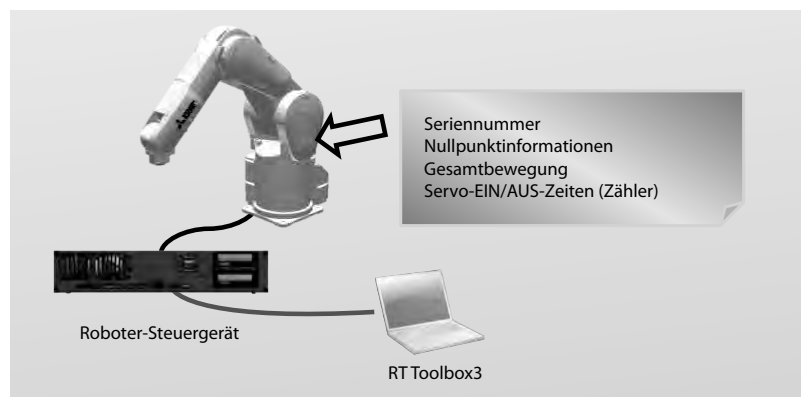 Seriennummer
Nullpunktinformationen
Gesamtbewegung
Servo-EIN/AUS-Zeiten (Zähler)
Roboter-Steuergerät
RT Toolbox3